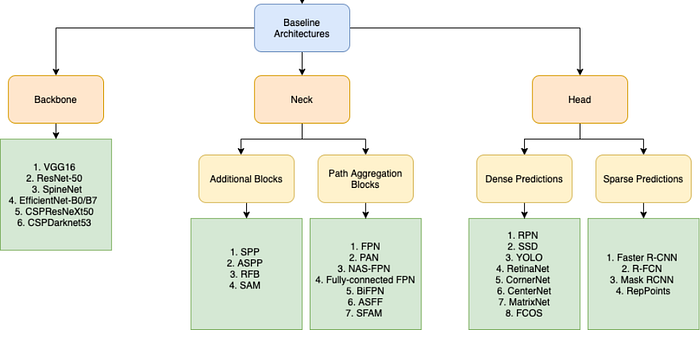 Baseline
Architectures
Backbone
Neck
Head
Additional Blocks
Path Aggregation
Blocks
Dense Predictions
Sparse Predictions
1. VGG16
2. ResNet-50
3. SpineNet
4. EfficientNet-B0/B7
5. CSPResNeXt50
6. CSPDarknet53
1. SPP
2. ASPP
3. RFB
4. SAM
1. FPN
2. PAN
3. NAS-FPN
4. Fully-connected FPN
5. BiFPN
6. ASFF
7. SFAM
1. RPN
2. SSD
3. YOLO
4. RetinaNet
5. CornerNet
6. CenterNet
7. MatrixNet
8. FCOS
1. Faster R-CNN
2. R-FCN
3. Mask RCNN
4. RepPoints